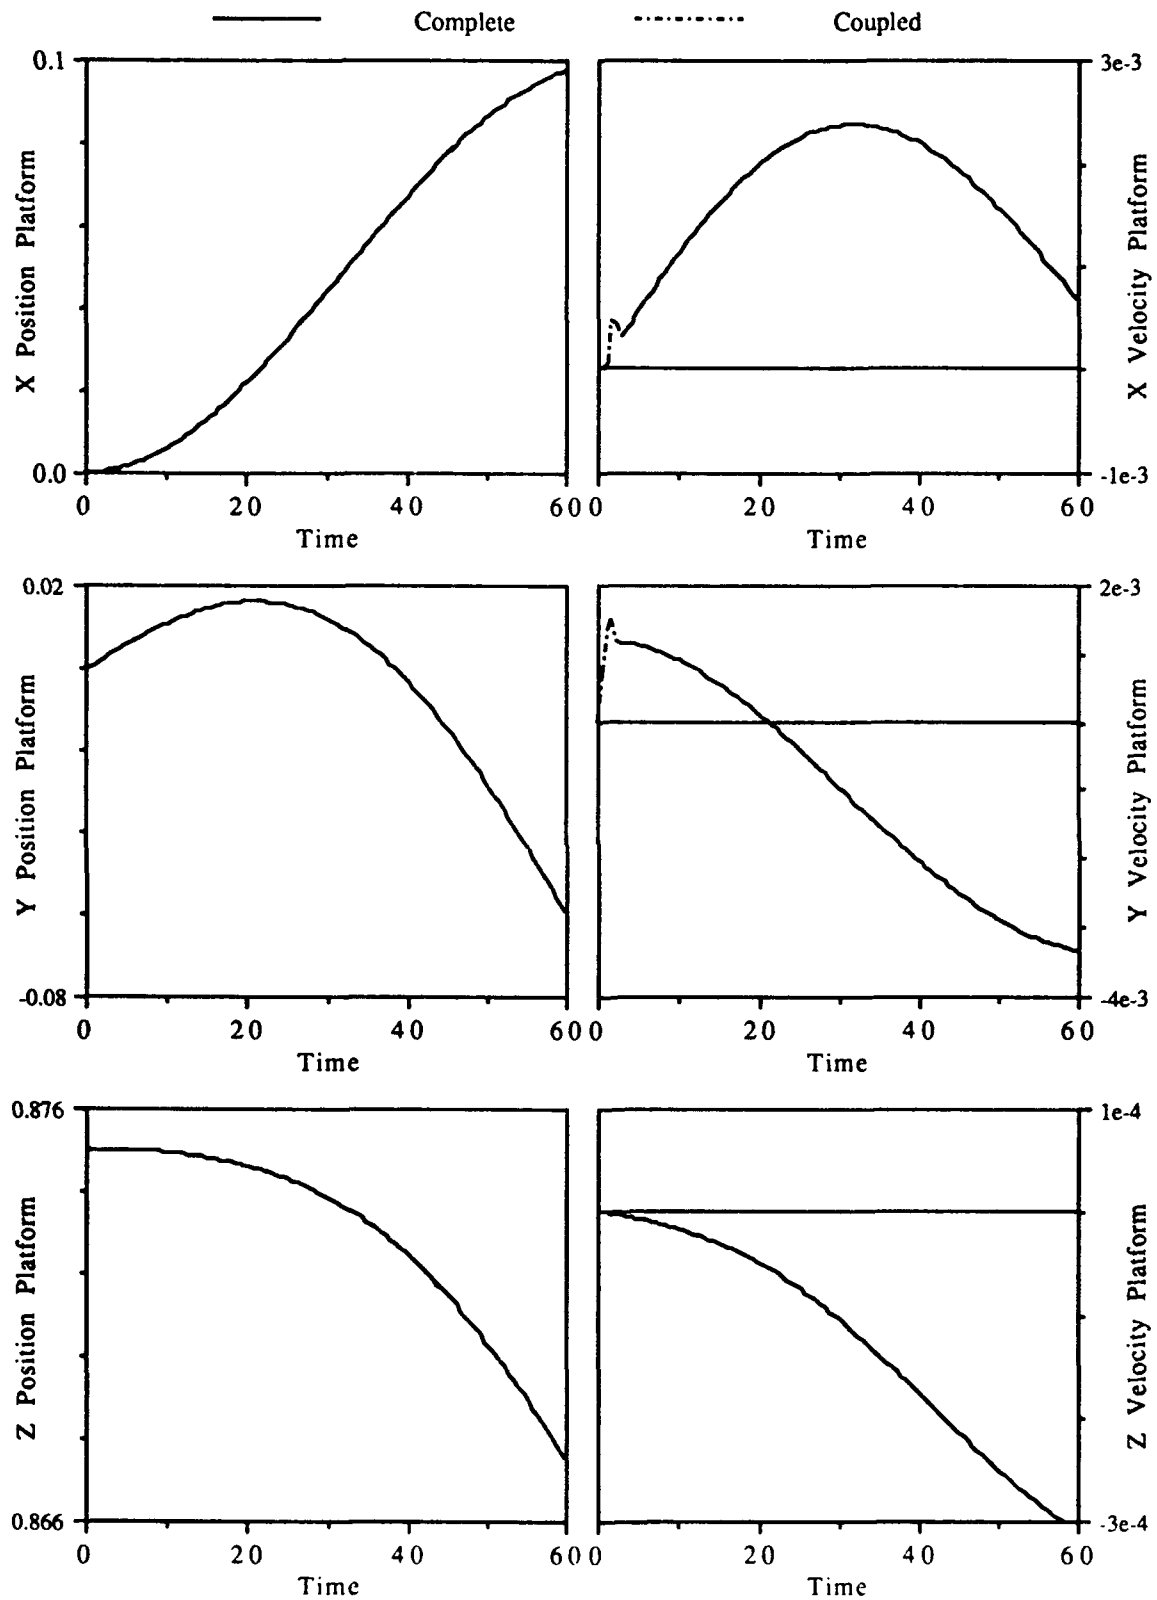 Complete Coupled
0.1
0.0
X Position Platform
0 20 40 60
Time
3e-3
-1e-3
X Velocity Platform
0 20 40 60
Time
0.02
-0.08
Y Position Platform
0 20 40 60
Time
2e-3
-4e-3
Y Velocity Platform
0 20 40 60
Time
0.876
0.866
Z Position Platform
0 20 40 60
Time
1e-4
-3e-4
Z Velocity Platform
0 20 40 60
Time